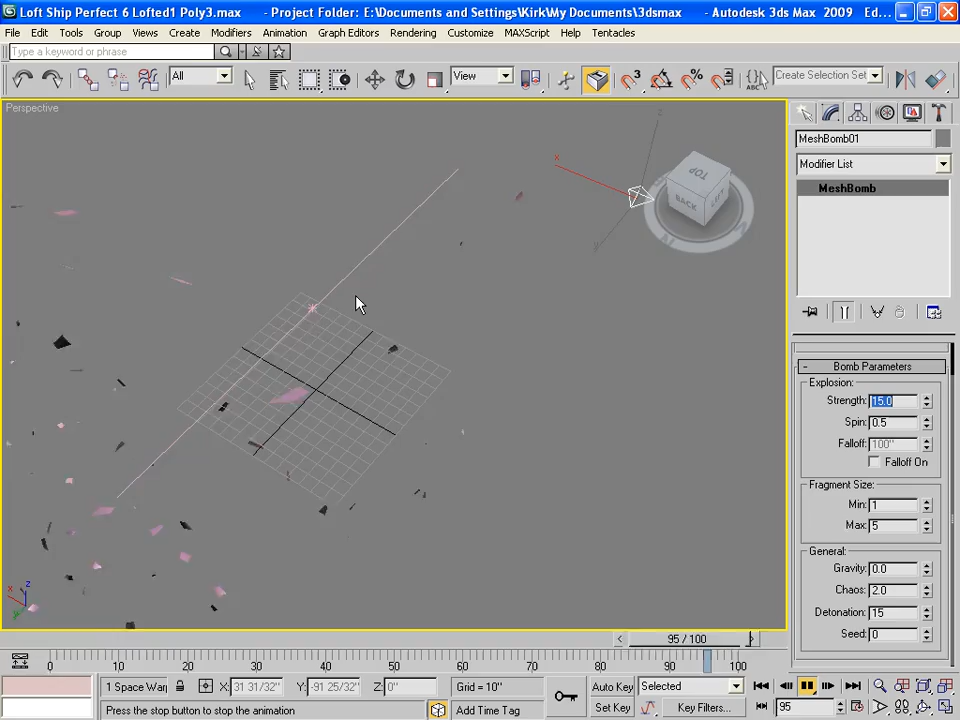 Loft Ship Perfect 6 Lofted1 Poly3.max - Project Folder: E:\Documents and Settings\Kirk\My Documents\3dsmax - Autodesk 3ds Max 2009 Ed...
File Edit Tools Group Views Create Modifiers Animation Graph Editors Rendering Customize MAXScript Help Tentacles
Type a keyword or phrase
All View 3 ABC Create Selection Set
Perspective
MeshBomb01
Modifier List
MeshBomb
x
z
y
TOP
BACK
LEFT
N
W
- Bomb Parameters
Explosion:
Strength: 15.0
Spin: 0.5
Falloff: 100"
Falloff On
Fragment Size:
Min: 1
Max: 5
General:
Gravity: 0.0
Chaos: 2.0
Detonation: 15
Seed: 0
z
x
y
< 95 / 100 >
0 10 20 30 40 50 60 70 80 90 100
1 Space Warp X: 31 31/32" Y: -91 25/32" Z: 0" Grid = 10" Auto Key Selected
Press the stop button to stop the animation Add Time Tag Set Key Key Filters... 95